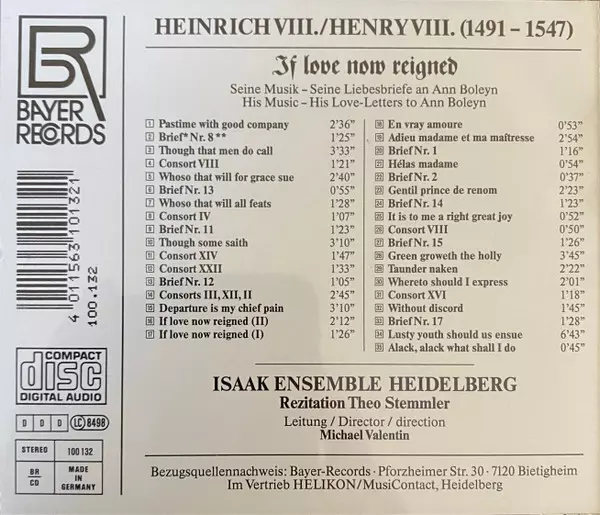 BAYER
RECORDS
4 011563 101321
100.132
COMPACT
disc
DIGITAL AUDIO
D D D LC 8498
STEREO 100 132
BR
CD
MADE
IN
GERMANY
HEINRICH VIII./HENRY VIII. (1491 – 1547)
If love now reigned
Seine Musik – Seine Liebesbriefe an Ann Boleyn
His Music – His Love-Letters to Ann Boleyn
1 Pastime with good company 2’36”
2 Brief* Nr. 8** 1’25”
3 Though that men do call 3’33”
4 Consort VIII 1’21”
5 Whoso that will for grace sue 2’40”
6 Brief Nr. 13 0’55”
7 Whoso that will all feats 1’28”
8 Consort IV 1’07”
9 Brief Nr. 11 1’23”
10 Though some saith 3’10”
11 Consort XIV 1’47”
12 Consort XXII 1’33”
13 Brief Nr. 12 1’05”
14 Consorts III, XII, II 2’45”
15 Departure is my chief pain 3’10”
16 If love now reigned (II) 2’12”
17 If love now reigned (I) 1’26”
18 En vray amoure 0’53”
19 Adieu madame et ma maîtresse 2’54”
20 Brief Nr. 1 1’16”
21 Hélas madame 0’54”
22 Brief Nr. 2 0’37”
23 Gentil prince de renom 2’23”
24 Brief Nr. 14 1’23”
25 It is to me a right great joy 0’52”
26 Consort VIII 0’50”
27 Brief Nr. 15 1’26”
28 Green groweth the holly 3’45”
29 Taunder naken 2’22”
30 Whereto should I express 2’01”
31 Consort XVI 1’18”
32 Without discord 1’45”
33 Brief Nr. 17 1’28”
34 Lusty youth should us ensue 6’43”
35 Alack, alack what shall I do 0’45”
ISAAK ENSEMBLE HEIDELBERG
Rezitation Theo Stemmler
Leitung / Director / direction
Michael Valentin
Bezugsquellennachweis: Bayer-Records · Pforzheimer Str. 30 · 7120 Bietigheim
Im Vertrieb HELIKON/MusiContact, Heidelberg